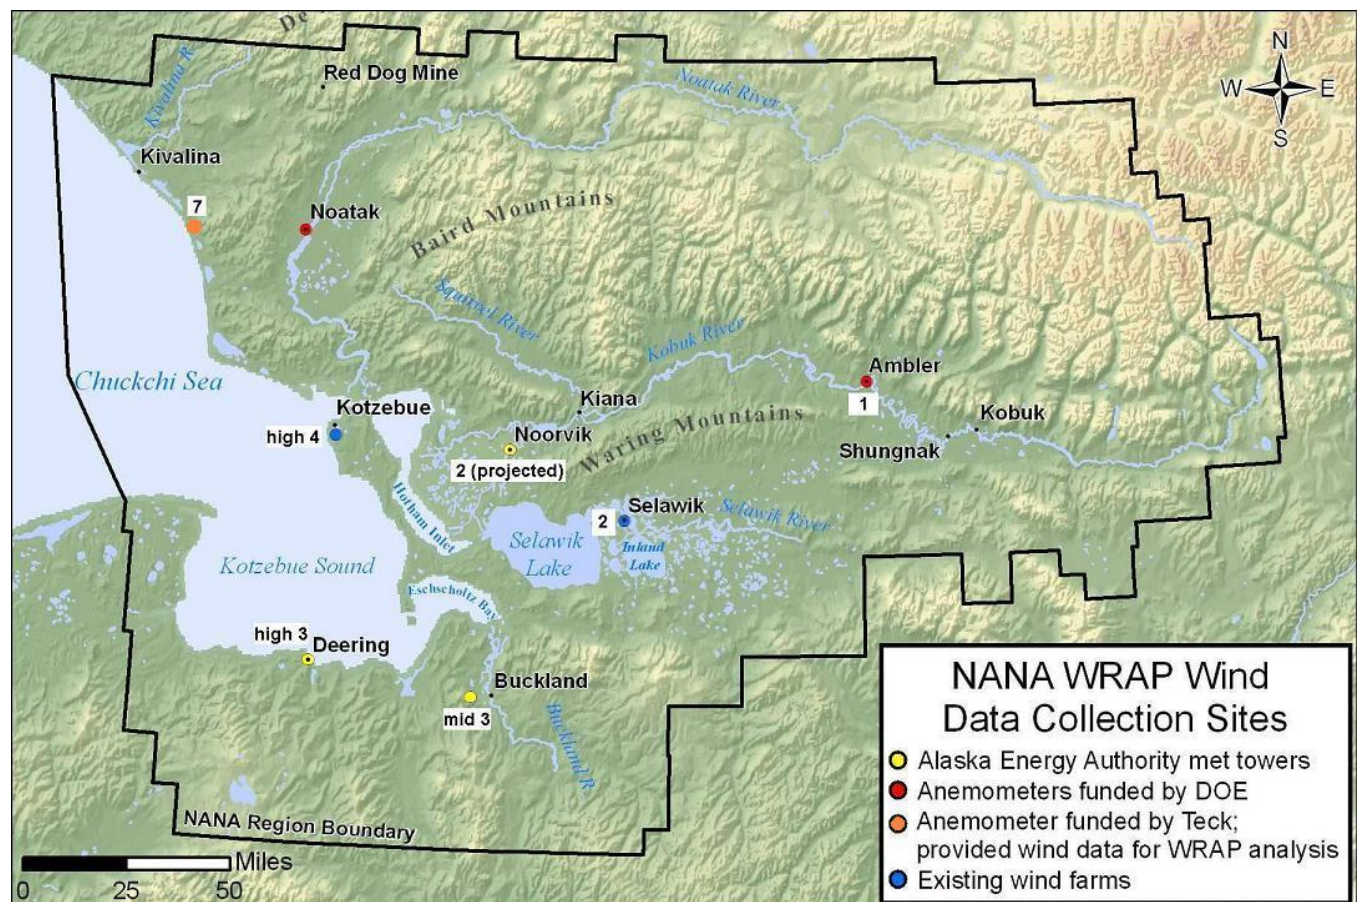 De
N
W E
S
Kivalina R
Red Dog Mine
Noatak River
Kivalina
7
Noatak
Baird Mountains
Squirrel River
Kobuk River
Chuckchi Sea
Ambler
1
Kiana
Kotzebue
high 4
Kobuk
Noorvik
Waring Mountains
Shungnak
2 (projected)
Hotham Inlet
Selawik
2
Selawik River
Selawik
Lake
Inland
Lake
Kotzebue Sound
Eschscholtz Bay
high 3
Deering
Buckland
mid 3
Buckland R.
NANA Region Boundary
Miles
0 25 50
NANA WRAP Wind
Data Collection Sites
Alaska Energy Authority met towers
Anemometers funded by DOE
Anemometer funded by Teck;
provided wind data for WRAP analysis
Existing wind farms